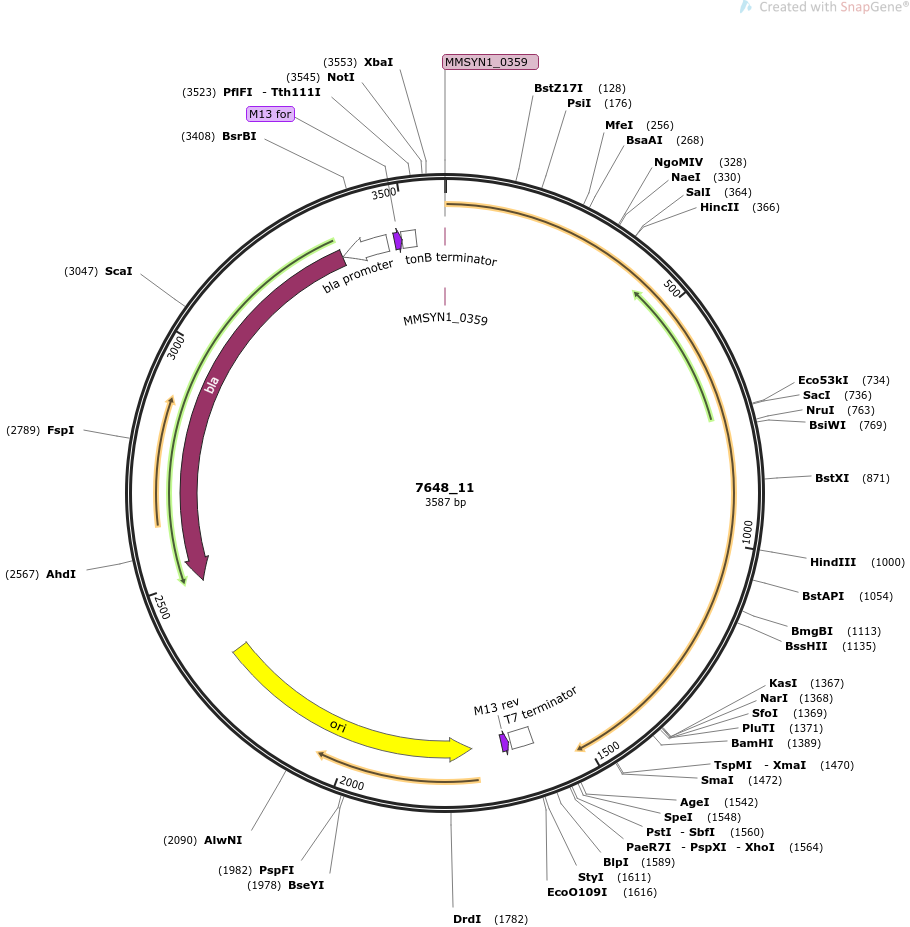 Created with SnapGene®
(3553) XbaI
(3545) NotI
(3523) PflFI - Tth111I
M13 for
(3408) BsrBI
MMSYN1_0359
BstZ17I (128)
PsiI (176)
MfeI (256)
BsaAI (268)
NgoMIV (328)
NaeI (330)
SalI (364)
HincII (366)
3500
tonB terminator
bla promoter
MMSYN1_0359
(3047) ScaI
500
3000
bla
Eco53kI (734)
SacI (736)
NruI (763)
BsiWI (769)
(2789) FspI
BstXI (871)
7648_11
3587 bp
1000
HindIII (1000)
(2567) AhdI
BstAPI (1054)
2500
BmgBI (1113)
BssHII (1135)
KasI (1367)
NarI (1368)
SfoI (1369)
PluTI (1371)
BamHI (1389)
M13 rev
T7 terminator
ori
1500
TspMI - XmaI (1470)
SmaI (1472)
2000
AgeI (1542)
SpeI (1548)
PstI - SbfI (1560)
PaeR7I - PspXI - XhoI (1564)
BlpI (1589)
StyI (1611)
EcoO109I (1616)
(2090) AlwNI
(1982) PspFI
(1978) BseYI
DrdI (1782)